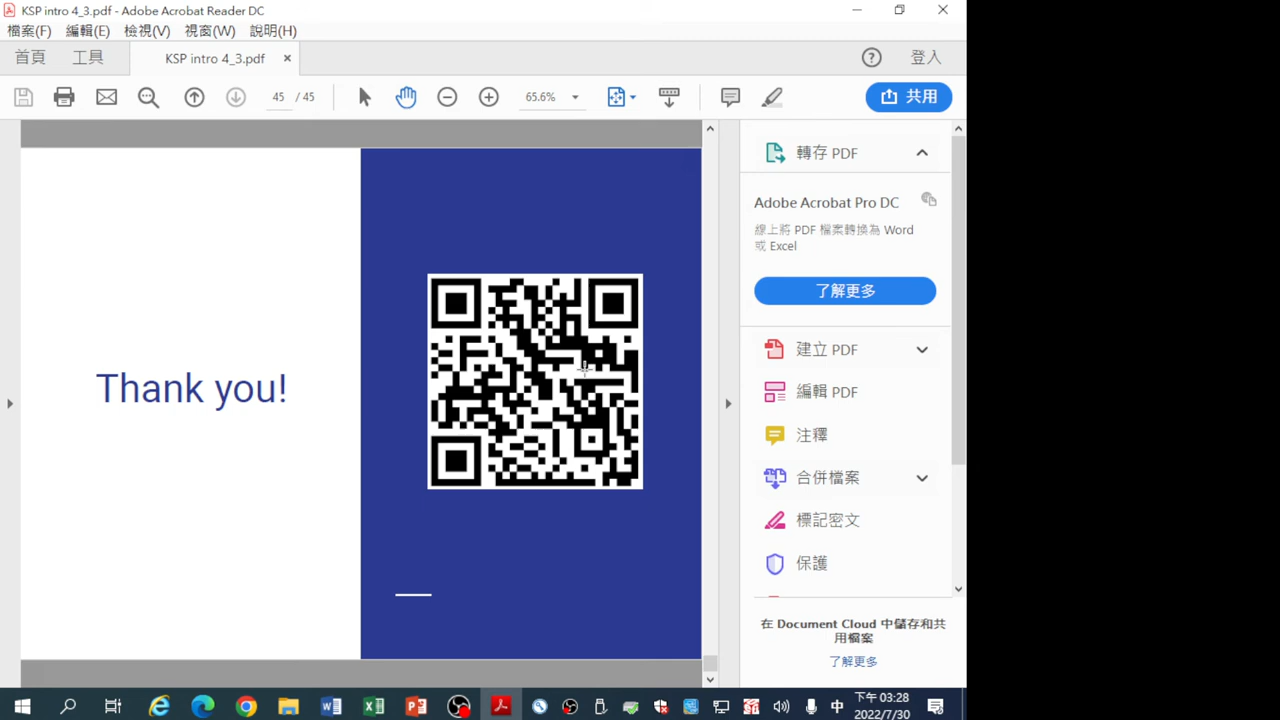 KSP intro 4_3.pdf - Adobe Acrobat Reader DC
檔案(F) 編輯(E) 檢視(V) 視窗(W) 說明(H)
首頁 工具 KSP intro 4_3.pdf × 登入
45 / 45 65.6% 共用
Thank you!
轉存 PDF
Adobe Acrobat Pro DC
線上將 PDF 檔案轉換為 Word
或 Excel
了解更多
建立 PDF
編輯 PDF
注釋
合併檔案
標記密文
保護
在 Document Cloud 中儲存和共
用檔案
了解更多
中 下午 03:28
2022/7/30